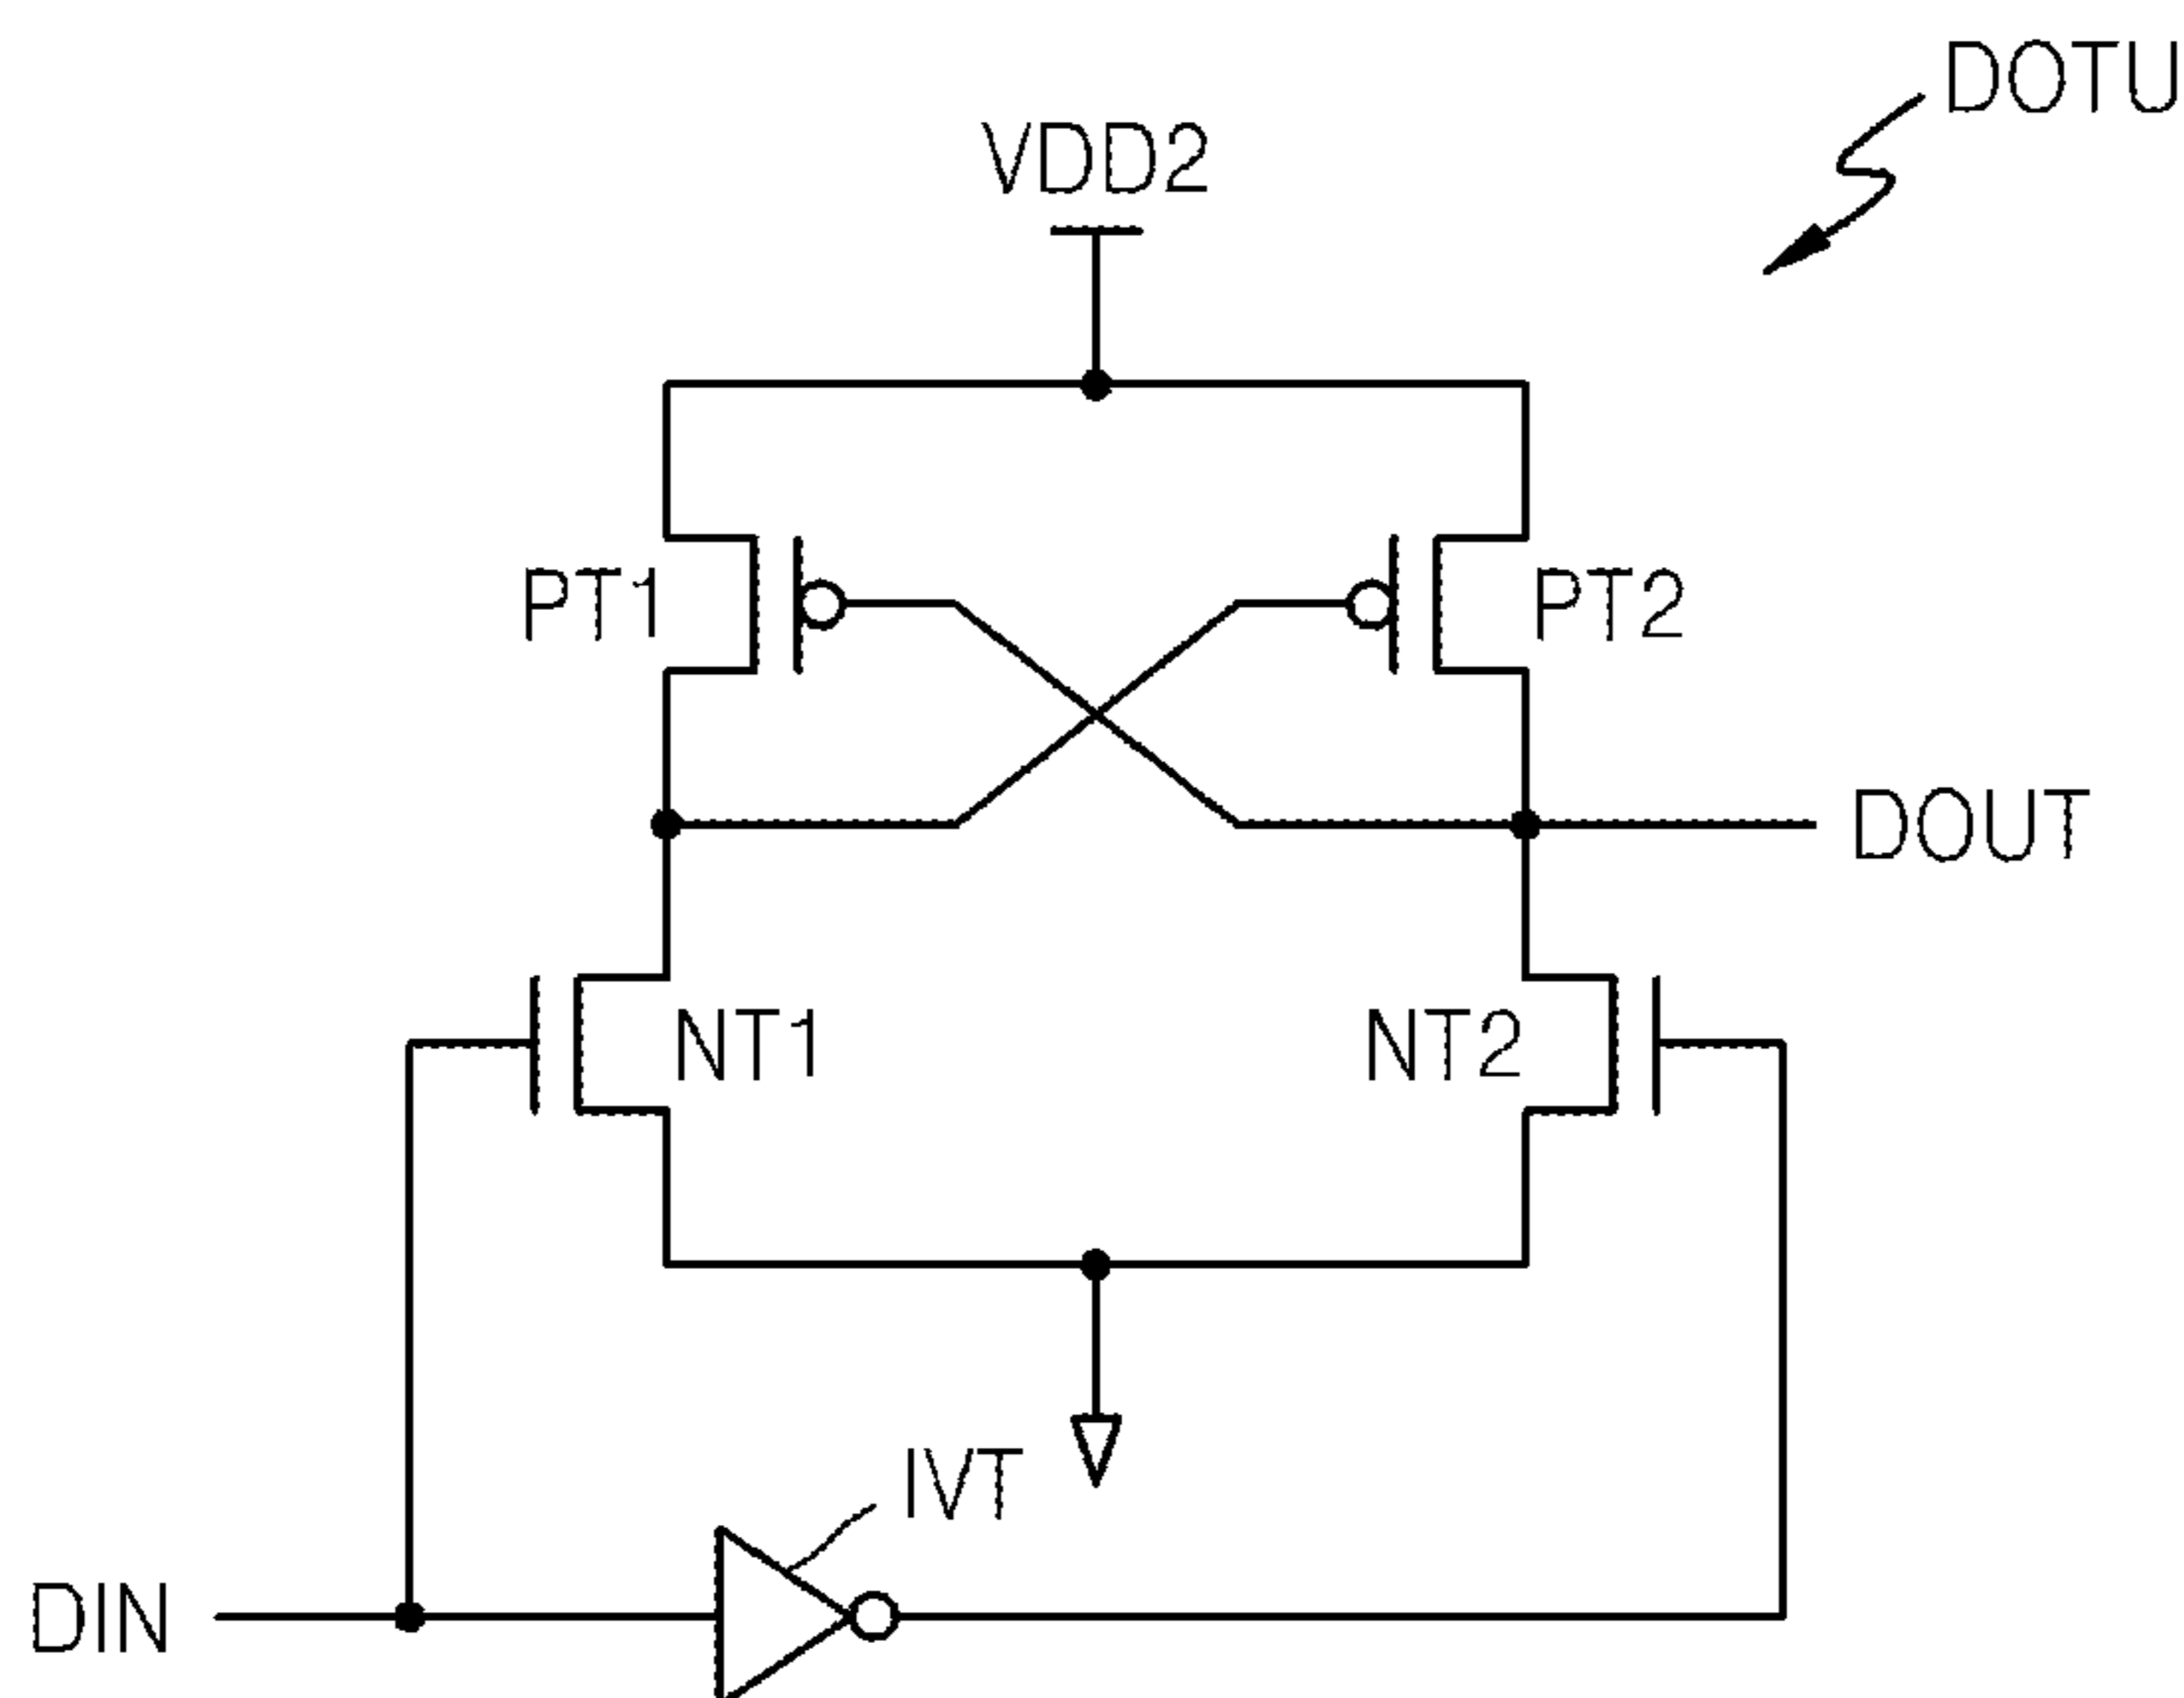 DOTU
VDD2
PT1
PT2
DOUT
NT1
NT2
IVT
DIN